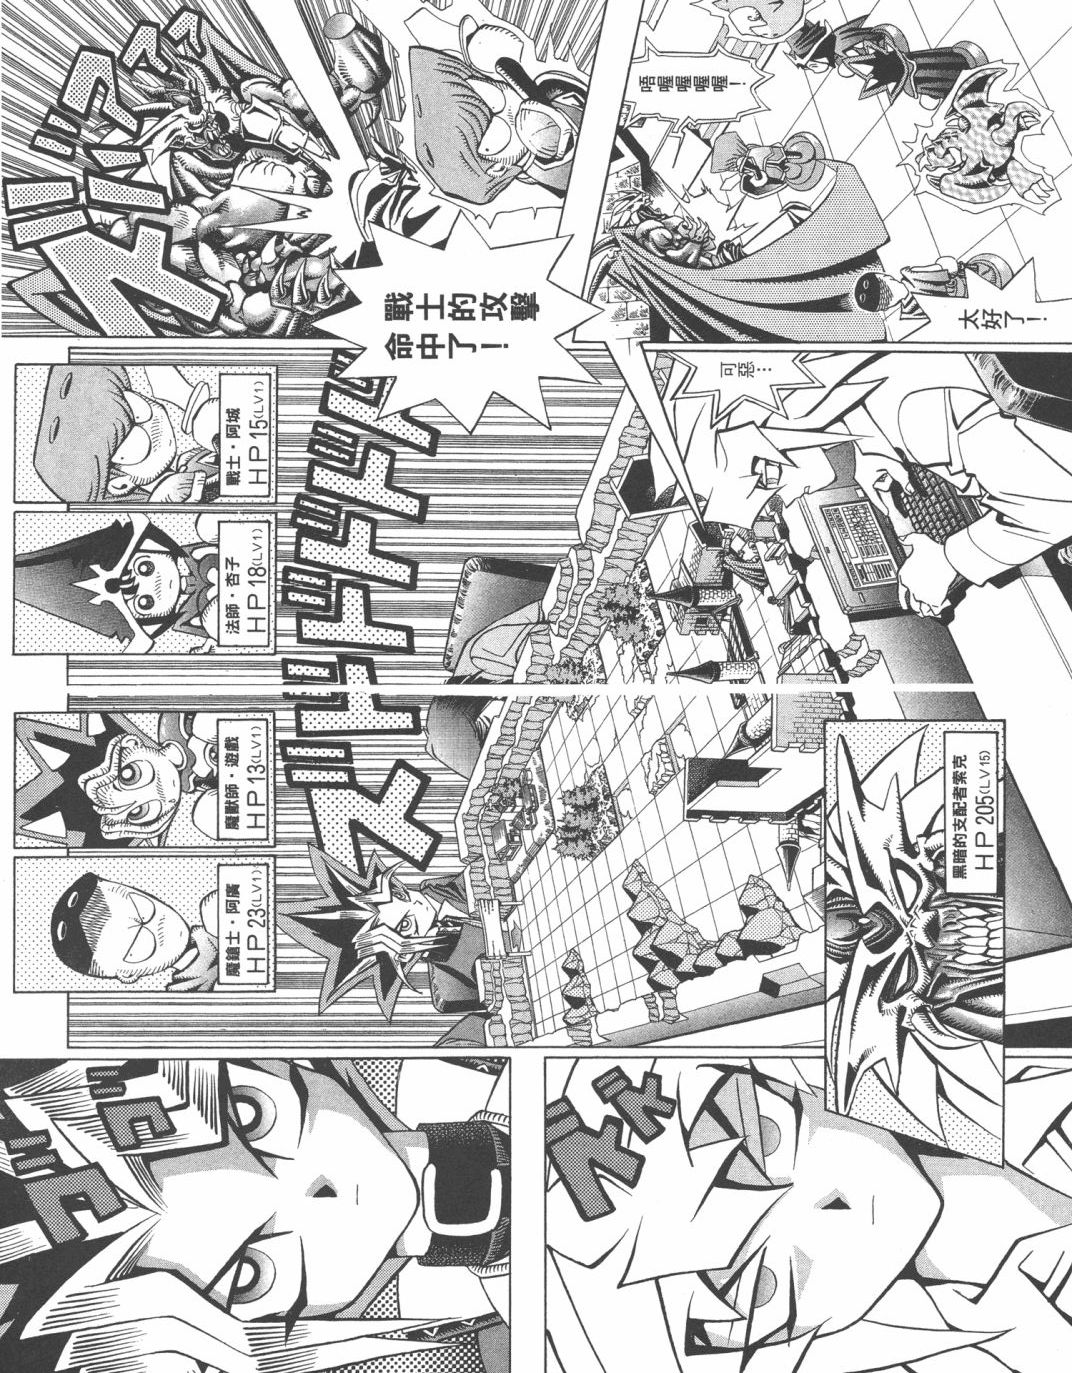 唔喔喔喔喔！
太好了！
戰士的攻擊
命中了！
可惡…
戰士・阿城
HP 15(LV1)
法師・杏子
HP 18(LV1)
魔獸師・遊戲
HP 13(LV1)
魔鎗士・阿廣
HP 23(LV1)
黑暗的支配者索克
HP 205(LV15)